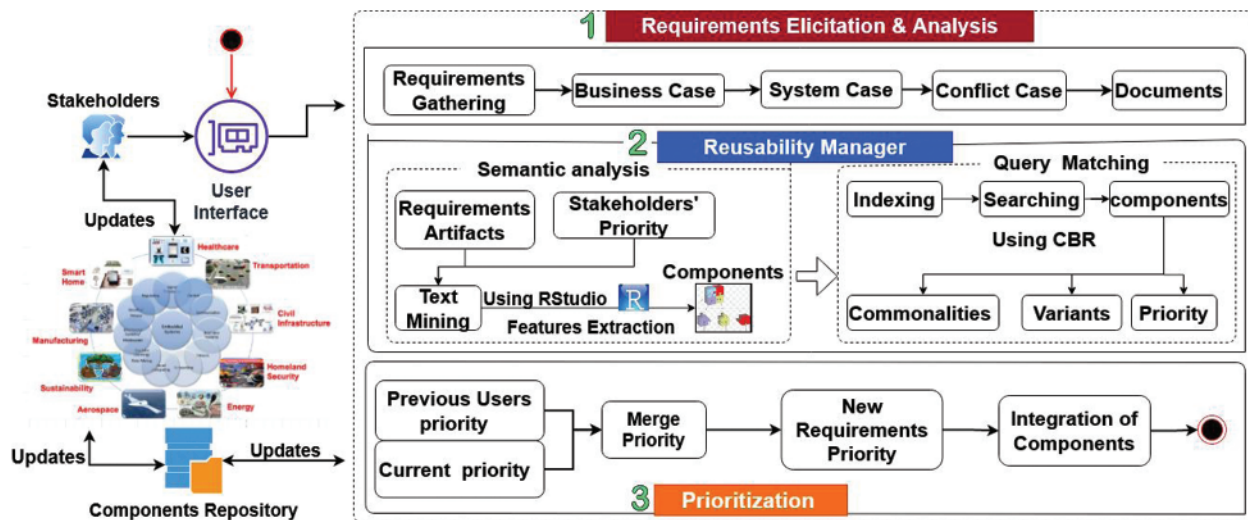 1 Requirements Elicitation & Analysis
Requirements
Gathering
Business Case
System Case
Conflict Case
Documents
Stakeholders
User
Interface
Updates
2 Reusability Manager
Semantic analysis
Requirements
Artifacts
Stakeholders'
Priority
Text
Mining
Using RStudio
R
Features Extraction
Components
Query Matching
Indexing
Searching
components
Using CBR
Commonalities
Variants
Priority
Healthcare
Transportation
Smart
Home
Civil
Infrastructure
Manufacturing
Homeland
Security
Sustainability
Aerospace
Energy
Embedded
Systems
Updates
Updates
Components Repository
Previous Users
priority
Current priority
Merge
Priority
New
Requirements
Priority
Integration of
Components
3 Prioritization